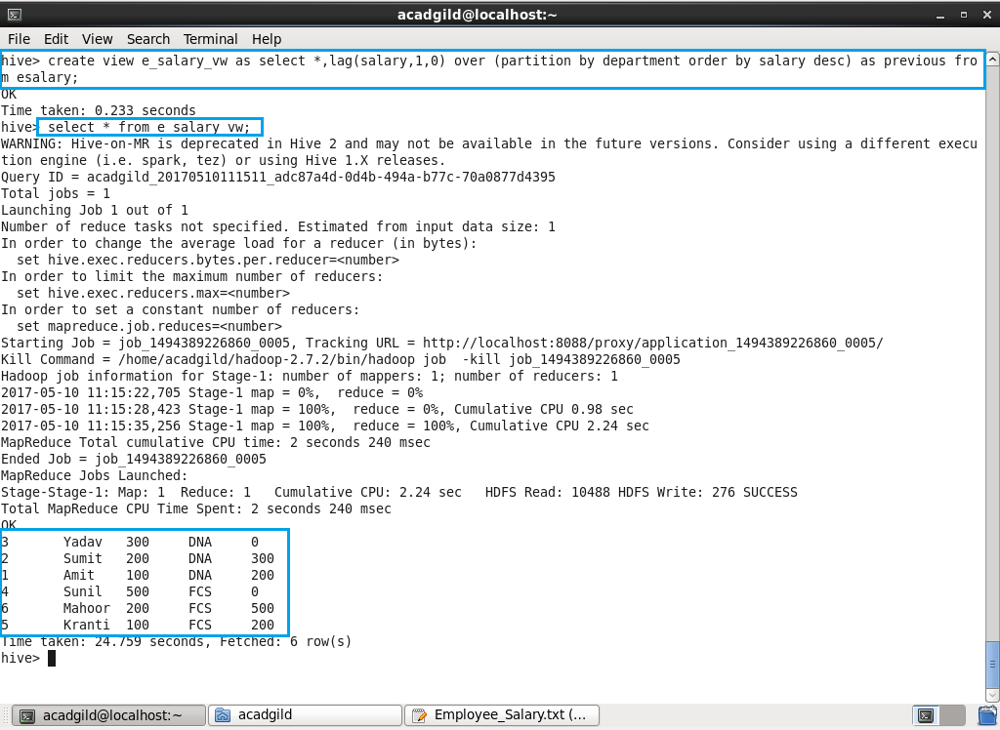 acadgild@localhost:~
File Edit View Search Terminal Help
hive> create view e_salary_vw as select *,lag(salary,1,0) over (partition by department order by salary desc) as previous fro
m esalary;
OK
Time taken: 0.233 seconds
hive> select * from e_salary_vw;
WARNING: Hive-on-MR is deprecated in Hive 2 and may not be available in the future versions. Consider using a different execu
tion engine (i.e. spark, tez) or using Hive 1.X releases.
Query ID = acadgild_20170510111511_adc87a4d-0d4b-494a-b77c-70a0877d4395
Total jobs = 1
Launching Job 1 out of 1
Number of reduce tasks not specified. Estimated from input data size: 1
In order to change the average load for a reducer (in bytes):
  set hive.exec.reducers.bytes.per.reducer=<number>
In order to limit the maximum number of reducers:
  set hive.exec.reducers.max=<number>
In order to set a constant number of reducers:
  set mapreduce.job.reduces=<number>
Starting Job = job_1494389226860_0005, Tracking URL = http://localhost:8088/proxy/application_1494389226860_0005/
Kill Command = /home/acadgild/hadoop-2.7.2/bin/hadoop job  -kill job_1494389226860_0005
Hadoop job information for Stage-1: number of mappers: 1; number of reducers: 1
2017-05-10 11:15:22,705 Stage-1 map = 0%,  reduce = 0%
2017-05-10 11:15:28,423 Stage-1 map = 100%,  reduce = 0%, Cumulative CPU 0.98 sec
2017-05-10 11:15:35,256 Stage-1 map = 100%,  reduce = 100%, Cumulative CPU 2.24 sec
MapReduce Total cumulative CPU time: 2 seconds 240 msec
Ended Job = job_1494389226860_0005
MapReduce Jobs Launched:
Stage-Stage-1: Map: 1  Reduce: 1   Cumulative CPU: 2.24 sec   HDFS Read: 10488 HDFS Write: 276 SUCCESS
Total MapReduce CPU Time Spent: 2 seconds 240 msec
OK
3       Yadav   300     DNA     0
2       Sumit   200     DNA     300
1       Amit    100     DNA     200
4       Sunil   500     FCS     0
6       Mahoor  200     FCS     500
5       Kranti  100     FCS     200
Time taken: 24.759 seconds, Fetched: 6 row(s)
hive>
acadgild@localhost:~ acadgild Employee_Salary.txt (...